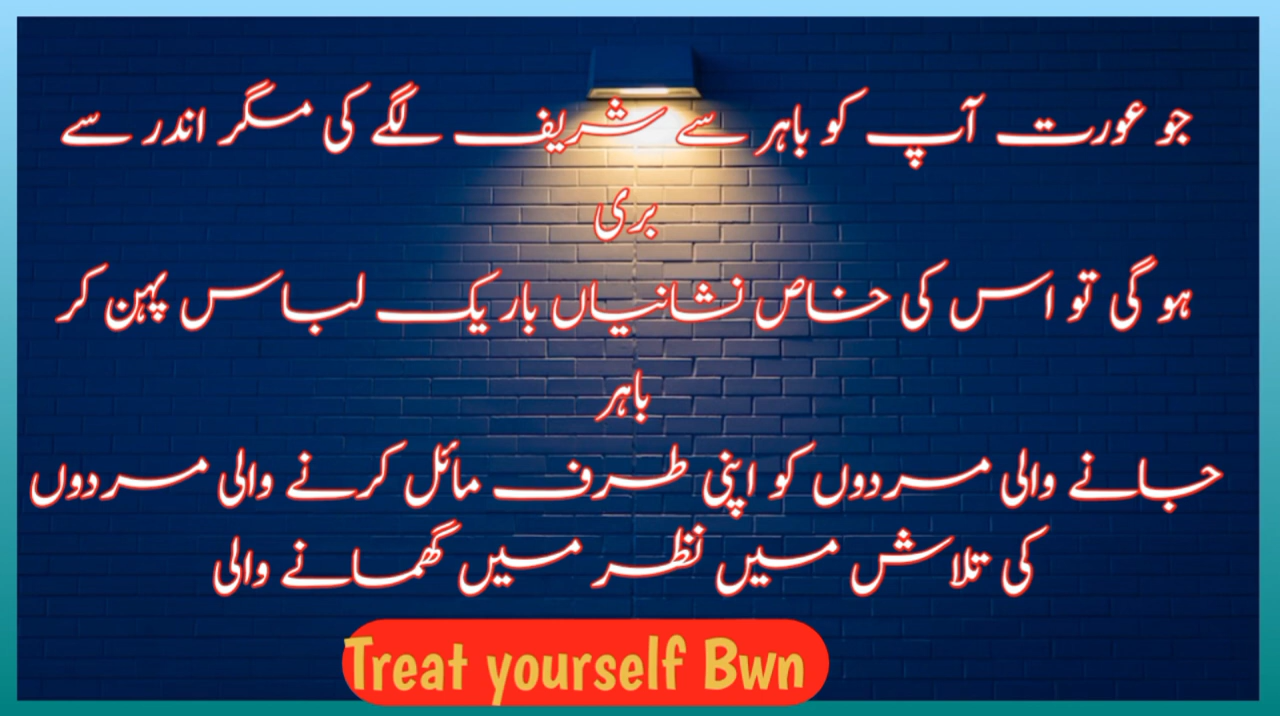 جو عورت آپ کو باہر سے شریف لگے کی مگر اندر سے
بری
ہو گی تو اس کی خاص نشانیاں باریک لباس پہن کر
باہر
جانے والی مردوں کو اپنی طرف مائل کرنے والی مردوں
کی تلاش میں نظر میں گھمانے والی
Treat yourself Bwn